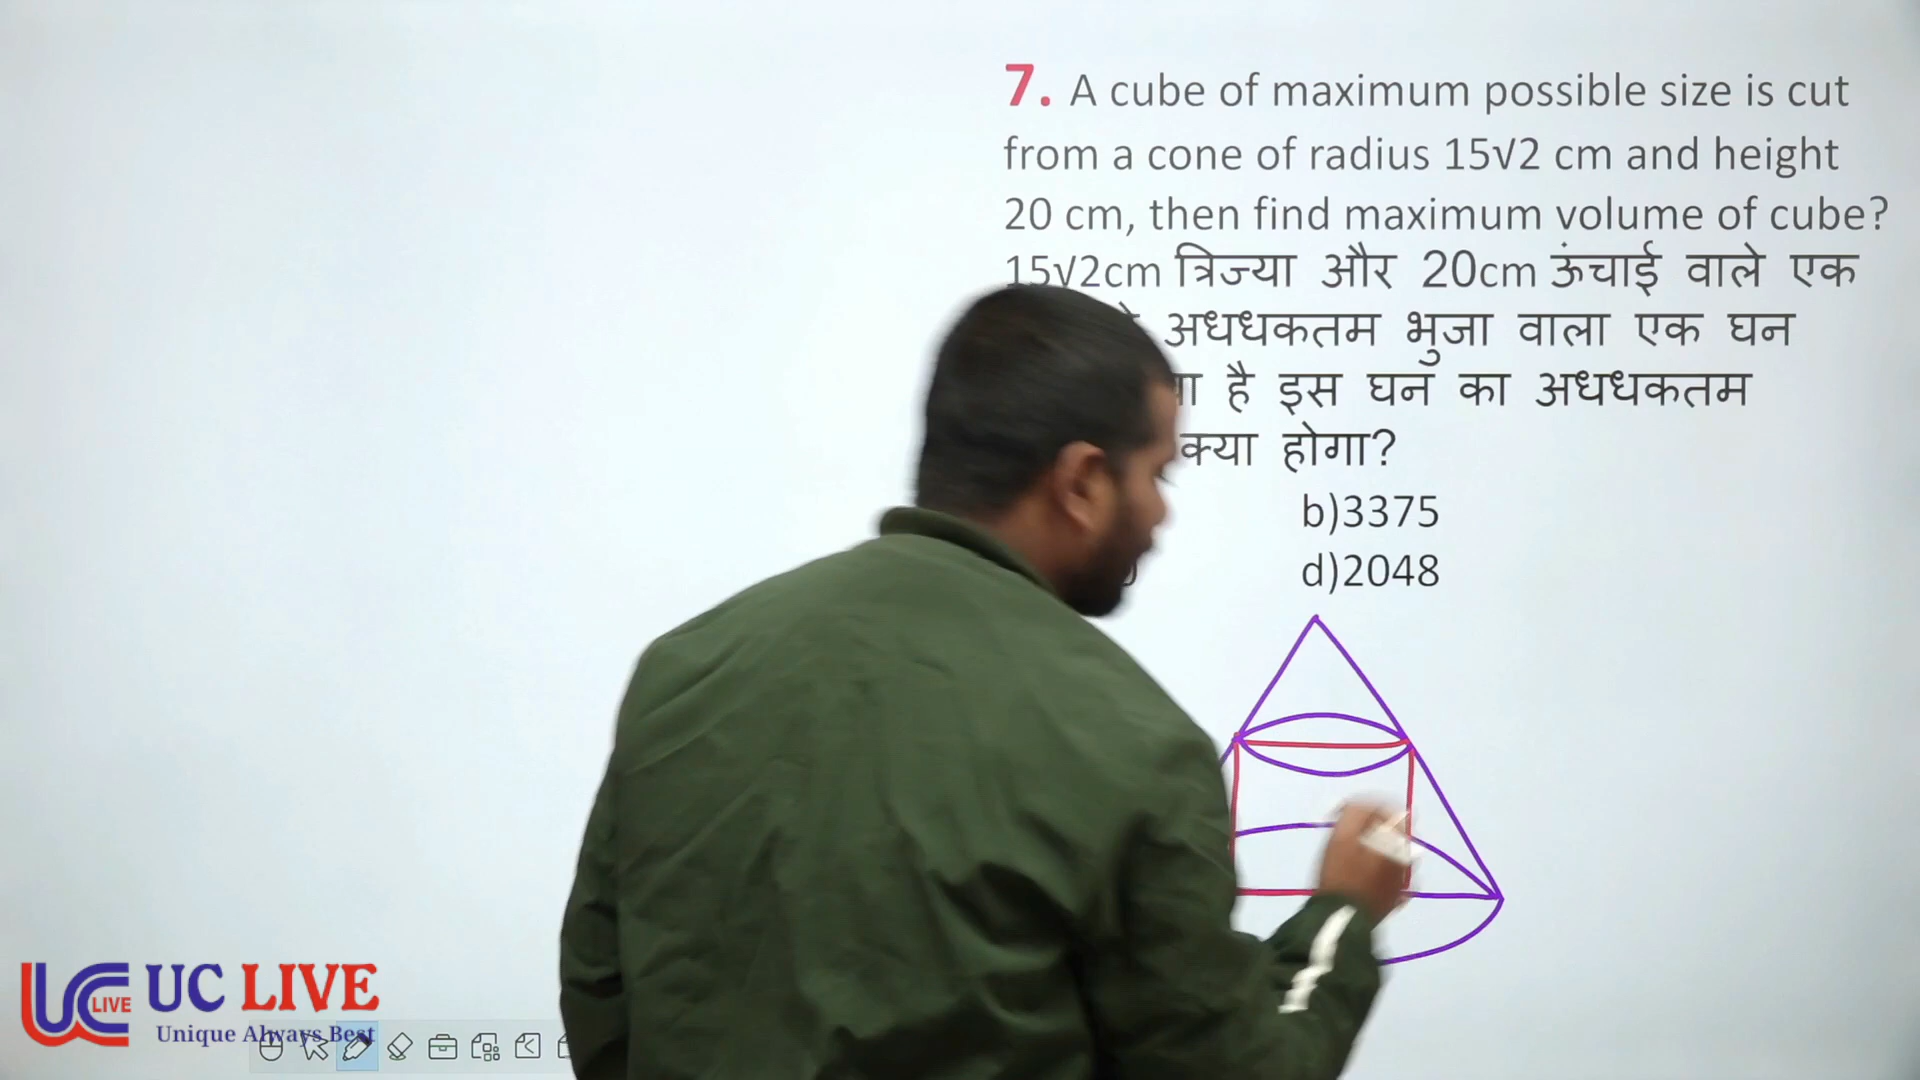 7. A cube of maximum possible size is cut
from a cone of radius 15√2 cm and height
20 cm, then find maximum volume of cube?
15√2cm त्रिज्या और 20cm ऊंचाई वाले एक
अधधकतम भुजा वाला एक घन
है इस घन का अधधकतम
क्या होगा?
b)3375
d)2048
UC LIVE
LIVE
Unique Always Best